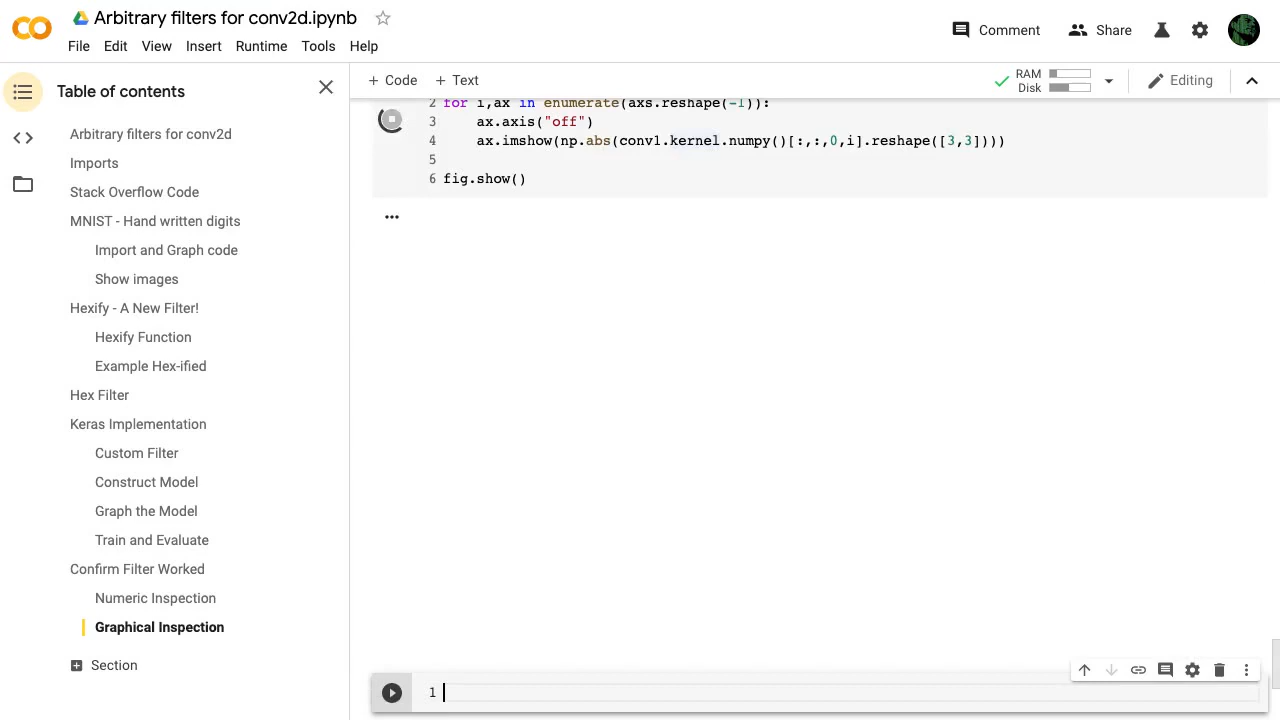 Arbitrary filters for conv2d.ipynb
File Edit View Insert Runtime Tools Help
Comment
Share
Table of contents
Arbitrary filters for conv2d
Imports
Stack Overflow Code
MNIST - Hand written digits
Import and Graph code
Show images
Hexify - A New Filter!
Hexify Function
Example Hex-ified
Hex Filter
Keras Implementation
Custom Filter
Construct Model
Graph the Model
Train and Evaluate
Confirm Filter Worked
Numeric Inspection
Graphical Inspection
Section
+ Code + Text
RAM
Disk
Editing
2 for i,ax in enumerate(axs.reshape(-1)):
3 ax.axis("off")
4 ax.imshow(np.abs(conv1.kernel.numpy()[:,:,0,i].reshape([3,3])))
5
6 fig.show()
...
1